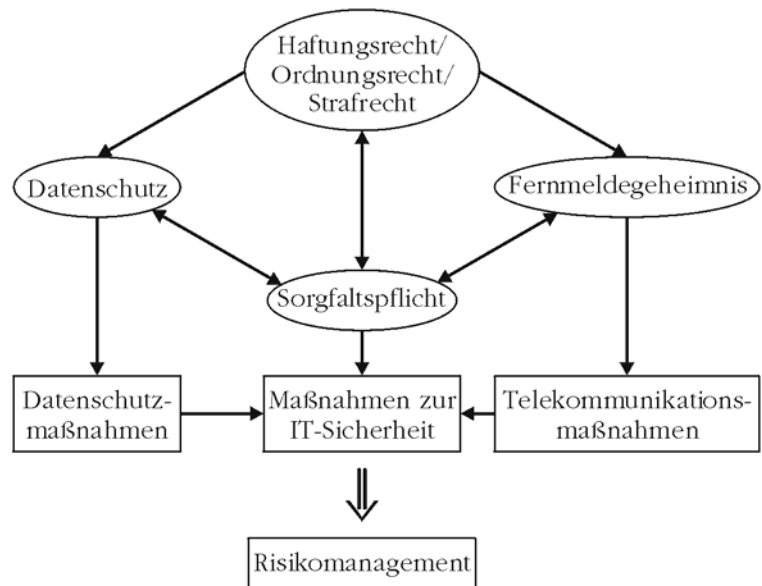 Haftungsrecht/
Ordnungsrecht/
Strafrecht
Datenschutz
Fernmeldegeheimnis
Sorgfaltspflicht
Datenschutz-
maßnahmen
Maßnahmen zur
IT-Sicherheit
Telekommunikations-
maßnahmen
Risikomanagement